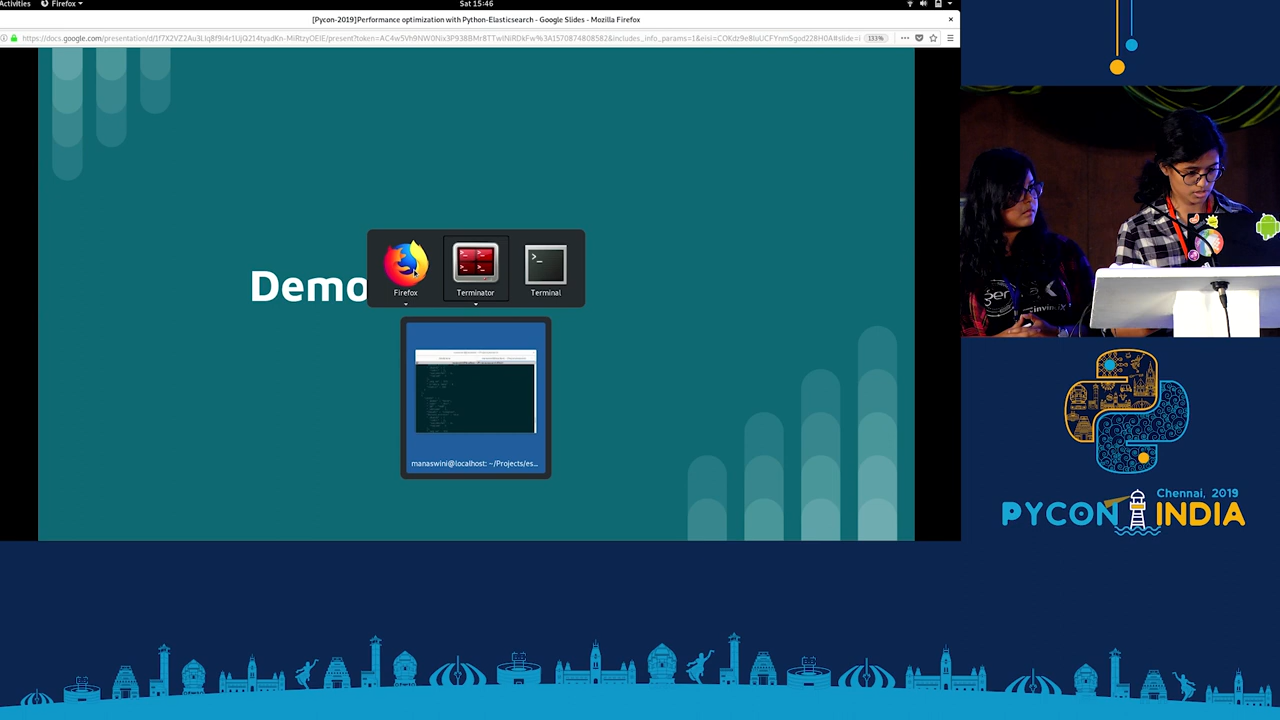 Activities
Firefox
Sat 15:46
[Pycon-2019]Performance optimization with Python-Elasticsearch - Google Slides - Mozilla Firefox
133%
Demo
Firefox
Terminator
Terminal
manaswini@localhost: ~/Projects/es...
Chennai, 2019
PYCON INDIA